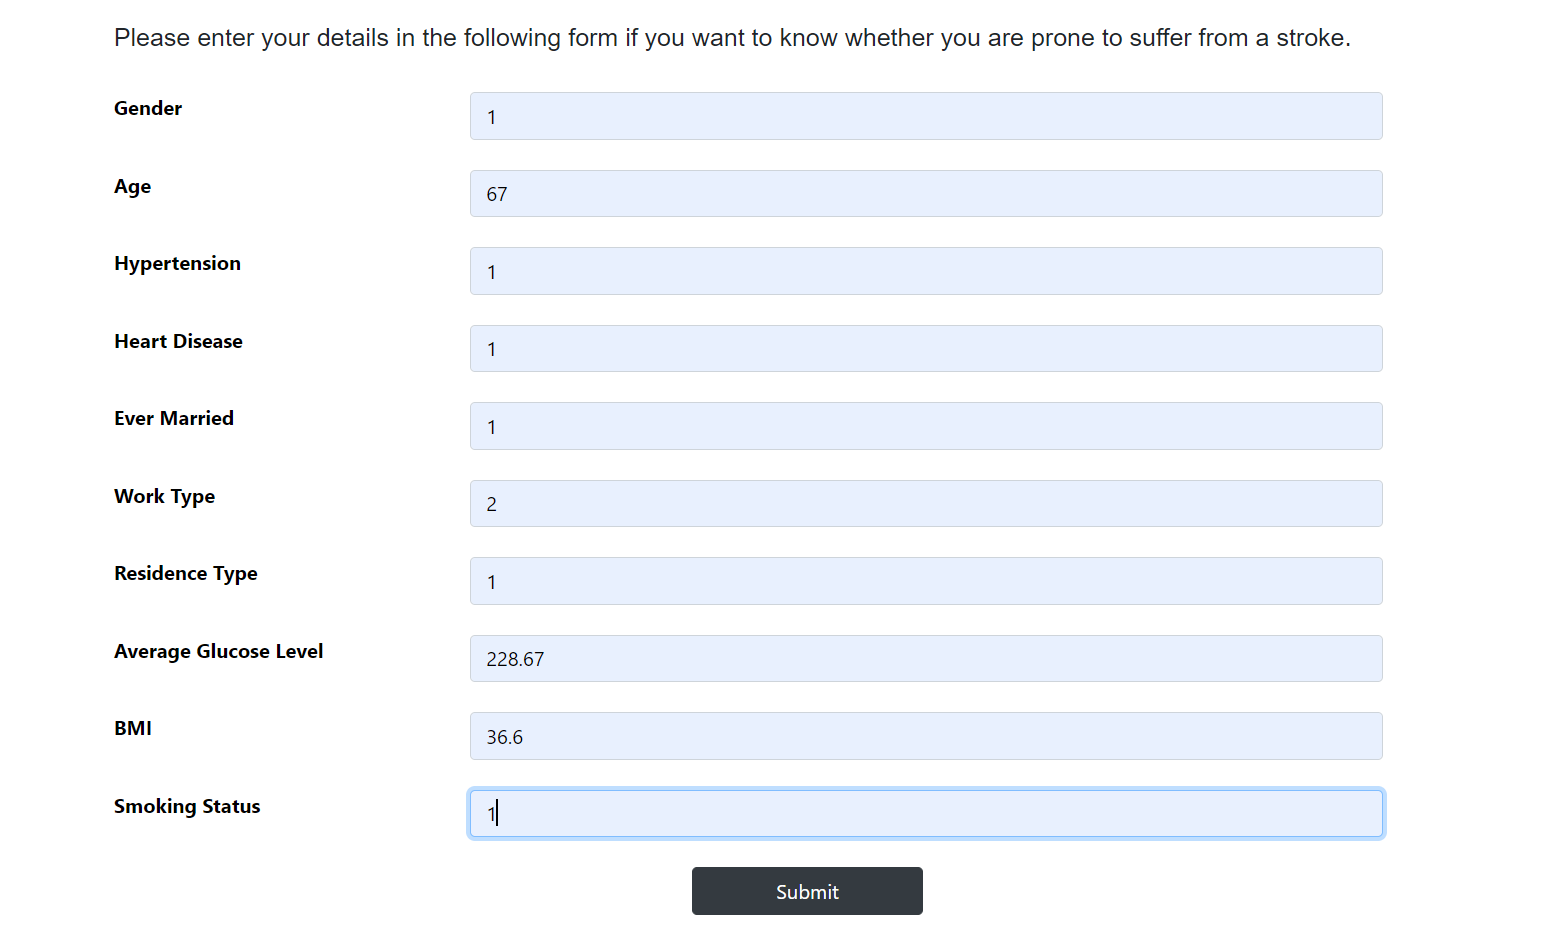 Please enter your details in the following form if you want to know whether you are prone to suffer from a stroke.
Gender 1
Age 67
Hypertension 1
Heart Disease 1
Ever Married 1
Work Type 2
Residence Type 1
Average Glucose Level 228.67
BMI 36.6
Smoking Status 1
Submit